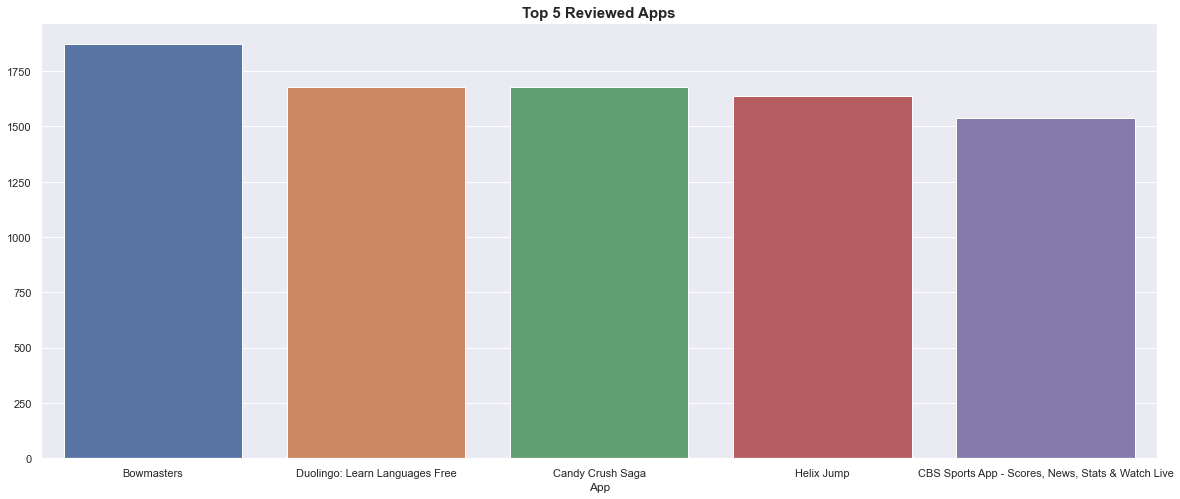 Top 5 Reviewed Apps
1750
1500
1250
1000
750
500
250
0
Bowmasters
Duolingo: Learn Languages Free
Candy Crush Saga
Helix Jump
CBS Sports App - Scores, News, Stats & Watch Live
App